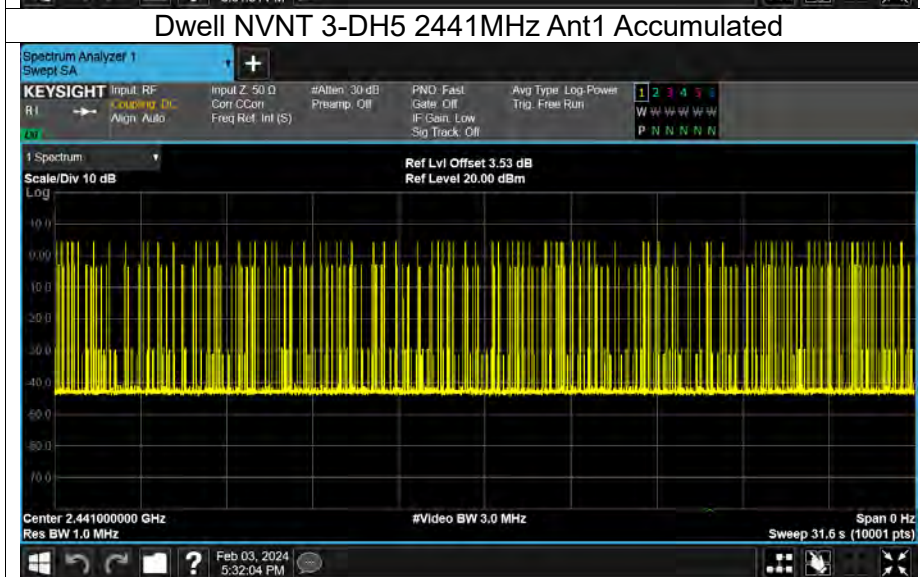 Dwell NVNT 3-DH5 2441MHz Ant1 Accumulated
Spectrum Analyzer 1
Swept SA
+
KEYSIGHT Input: RF
Coupling: DC
Align: Auto
Input Z: 50 Ω
Corr CCorr
Freq Ref: Int (S)
#Atten: 30 dB
Preamp: Off
PNO: Fast
Gate: Off
IF Gain: Low
Sig Track: Off
Avg Type: Log-Power
Trig: Free Run
1 2 3 4 5 6
W W W W W W
P N N N N N
1 Spectrum
Scale/Div 10 dB
Log
Ref Lvl Offset 3.53 dB
Ref Level 20.00 dBm
10.0
0.00
-10.0
-20.0
-30.0
-40.0
-50.0
-60.0
-70.0
Center 2.441000000 GHz
Res BW 1.0 MHz
#Video BW 3.0 MHz
Span 0 Hz
Sweep 31.6 s (10001 pts)
?
Feb 03, 2024
5:32:04 PM